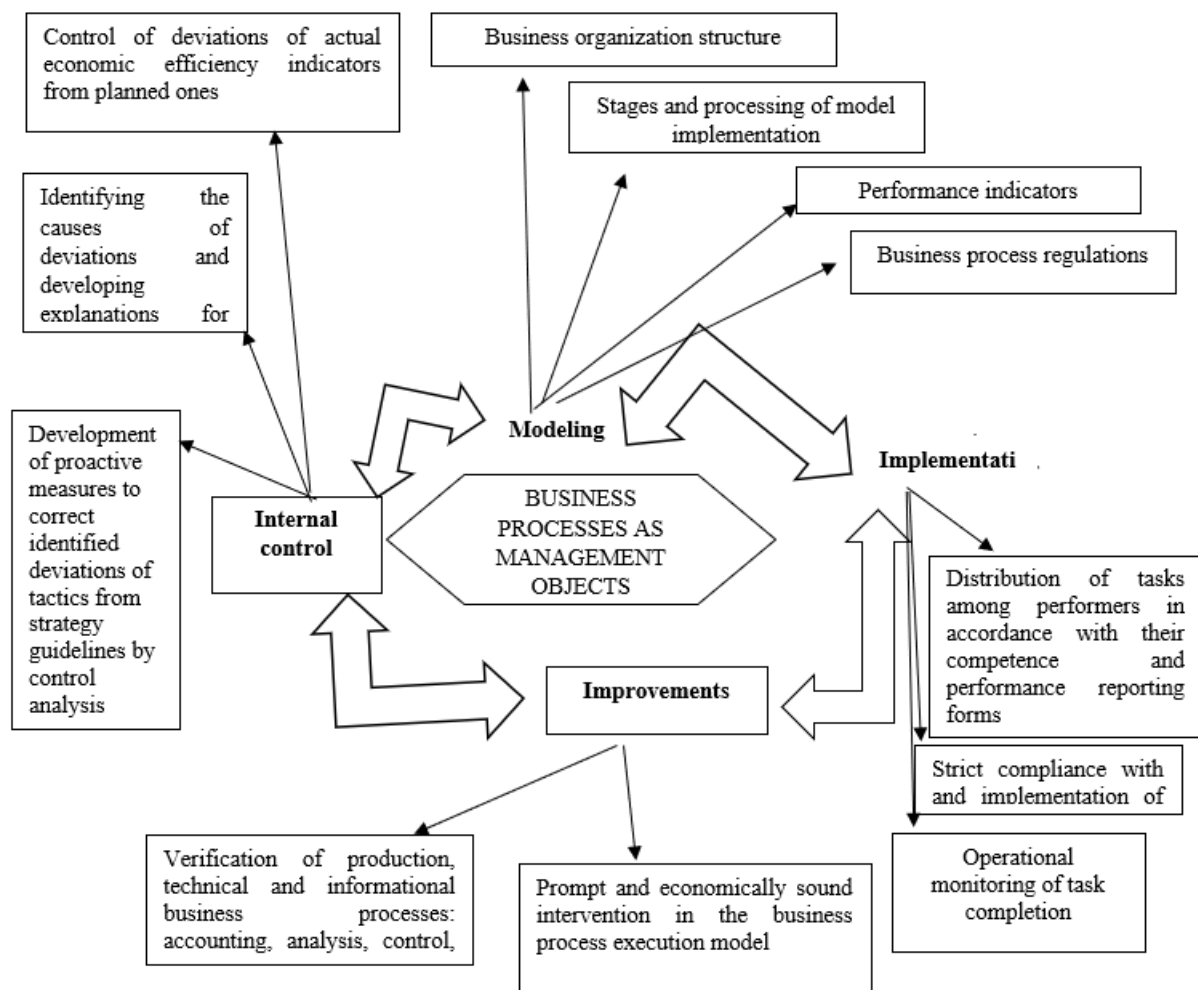 Control of deviations of actual
economic efficiency indicators
from planned ones
Business organization structure
Stages and processing of model
implementation
Performance indicators
Business process regulations
Identifying the
causes of
deviations and
developing
explanations for
Development
of proactive
measures to
correct
identified
deviations of
tactics from
strategy
guidelines by
control
analysis
Modeling
Implementati
Internal
control
BUSINESS
PROCESSES AS
MANAGEMENT
OBJECTS
Improvements
Distribution of tasks
among performers in
accordance with their
competence and
performance reporting
forms
Strict compliance with
and implementation of
Operational
monitoring of task
completion
Verification of production,
technical and informational
business processes:
accounting, analysis, control,
Prompt and economically sound
intervention in the business
process execution model